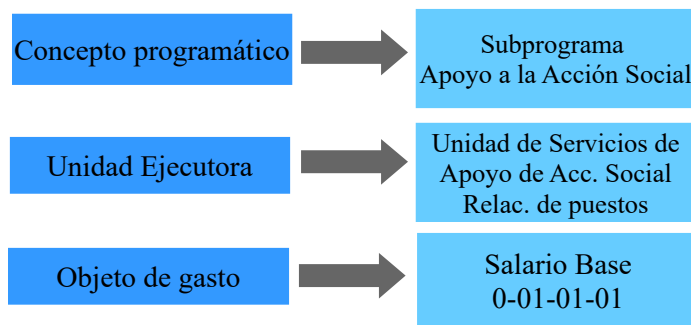 Concepto programático
Subprograma
Apoyo a la Acción Social
Unidad Ejecutora
Unidad de Servicios de
Apoyo de Acc. Social
Relac. de puestos
Objeto de gasto
Salario Base
0-01-01-01